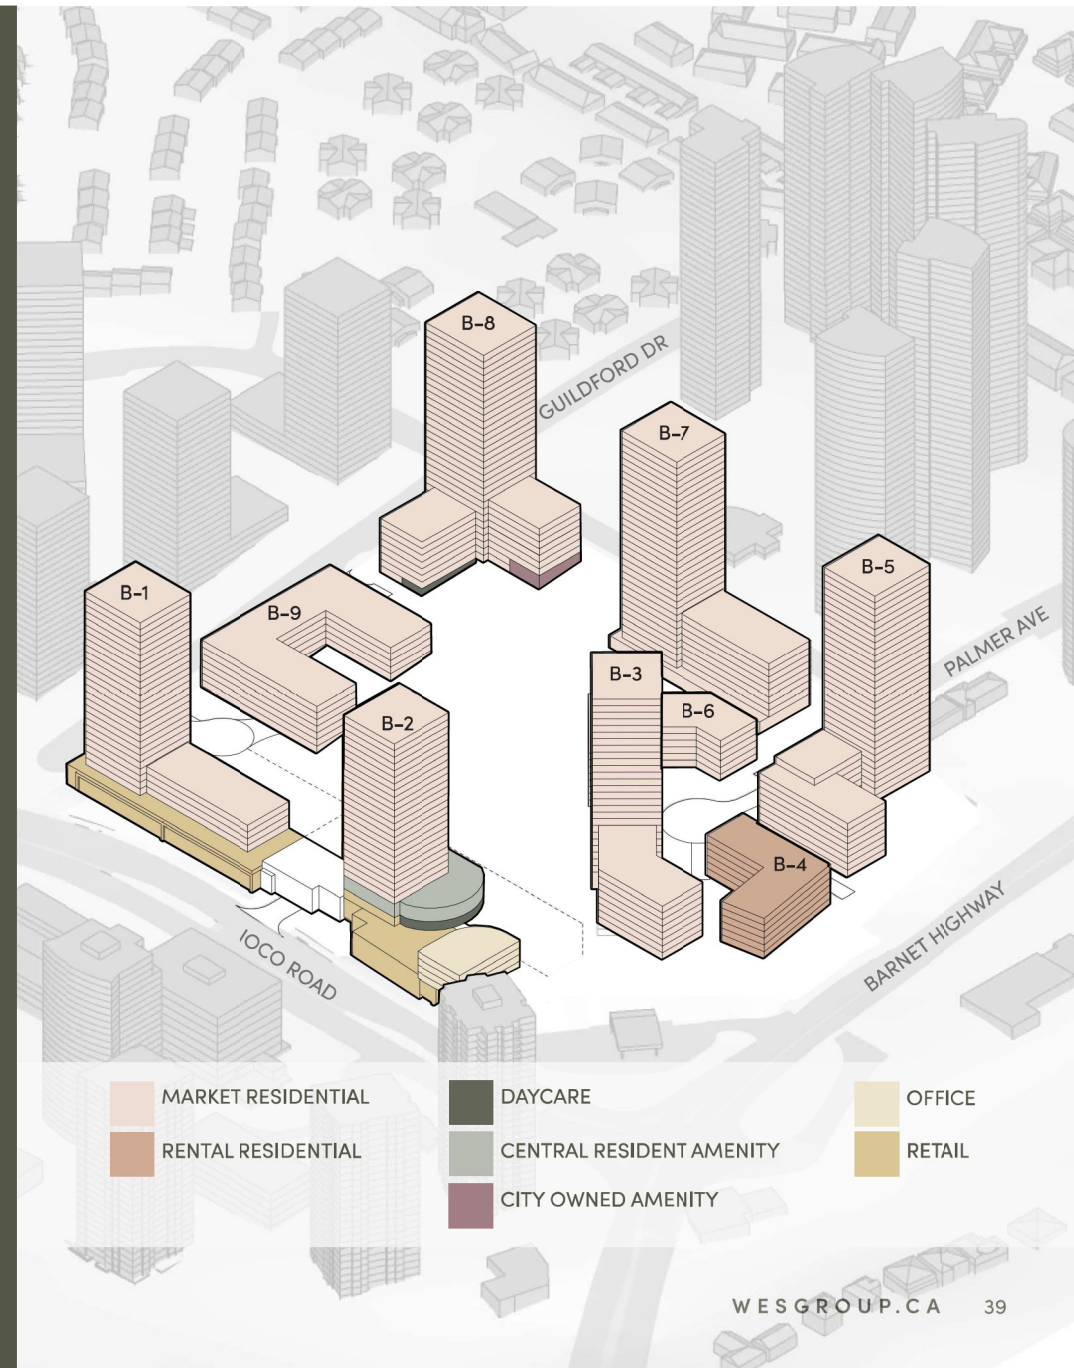 B-8
GUILDFORD DR
B-7
B-5
B-1
B-9
PALMER AVE
B-3
B-6
B-2
B-4
BARNET HIGHWAY
IOCO ROAD
MARKET RESIDENTIAL
RENTAL RESIDENTIAL
DAYCARE
CENTRAL RESIDENT AMENITY
CITY OWNED AMENITY
OFFICE
RETAIL
WESGROUP.CA 39